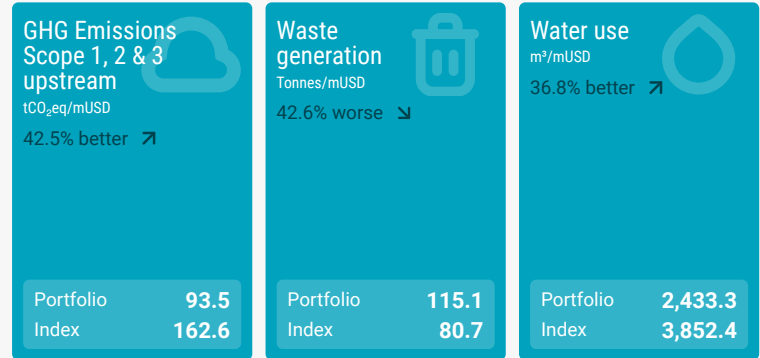 GHG Emissions
Scope 1, 2 & 3
upstream
tCO₂eq/mUSD
42.5% better
Portfolio 93.5
Index 162.6
Waste
generation
Tonnes/mUSD
42.6% worse
Portfolio 115.1
Index 80.7
Water use
m³/mUSD
36.8% better
Portfolio 2,433.3
Index 3,852.4